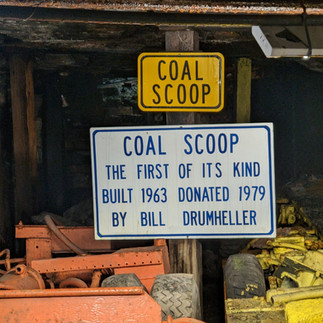 COAL
SCOOP
COAL SCOOP
THE FIRST OF ITS KIND
BUILT 1963 DONATED 1979
BY BILL DRUMHELLER